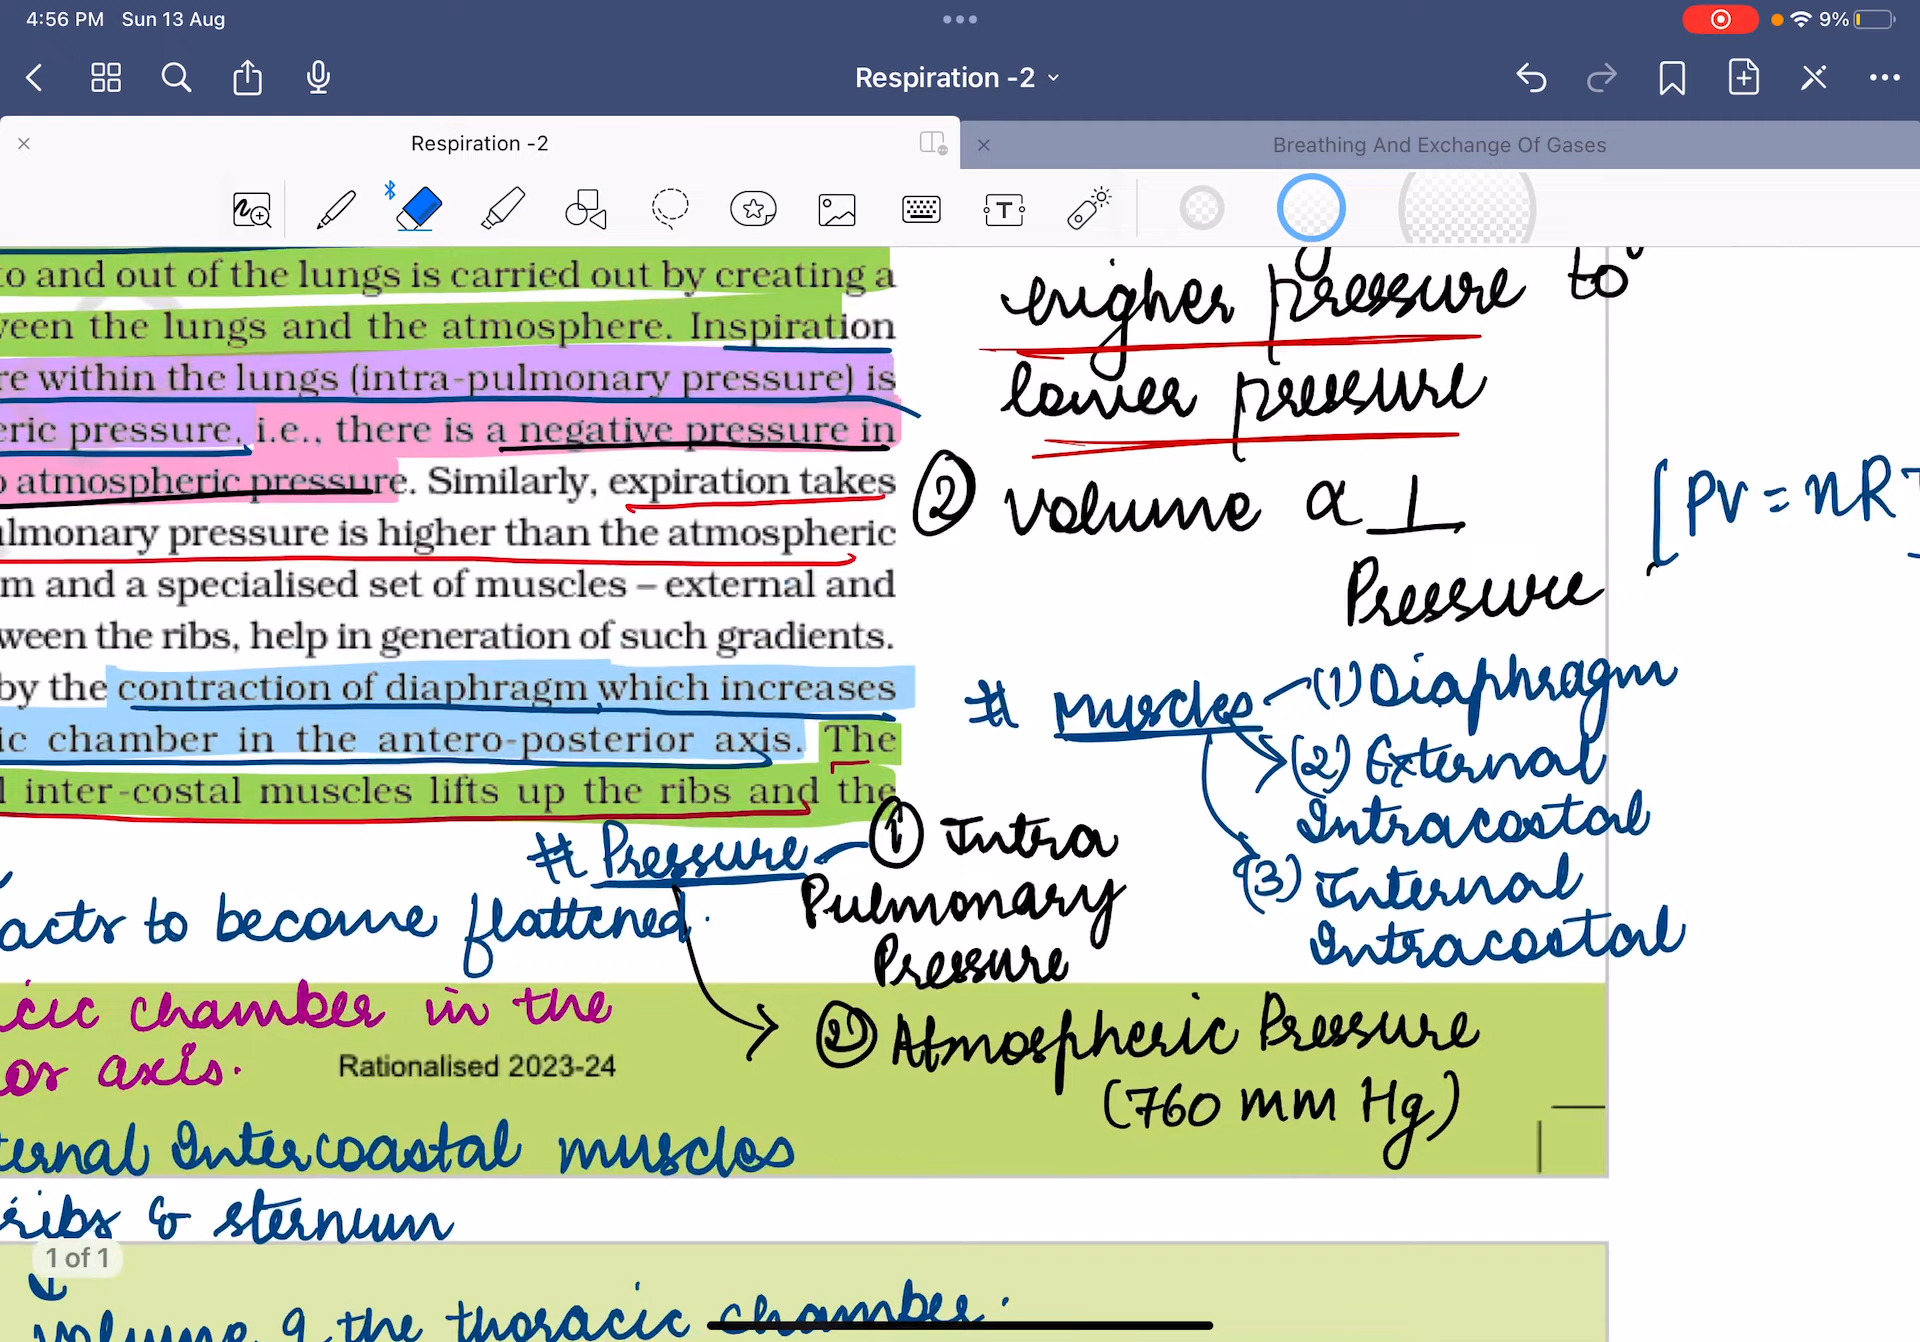 4:56 PM Sun 13 Aug
9%
Respiration -2
Respiration -2
Breathing And Exchange Of Gases
T
to and out of the lungs is carried out by creating a
ween the lungs and the atmosphere. Inspiration
re within the lungs (intra-pulmonary pressure) is
eric pressure, i.e., there is a negative pressure in
o atmospheric pressure. Similarly, expiration takes
lmonary pressure is higher than the atmospheric
m and a specialised set of muscles – external and
ween the ribs, help in generation of such gradients.
by the contraction of diaphragm which increases
ic chamber in the antero-posterior axis. The
l inter-costal muscles lifts up the ribs and the
higher pressure to
lower pressure
② Volume α 1
Pressure
[PV = nRT
# Muscles (1) Diaphragm
(2) External
Intracostal
(3) Internal
Intracostal
# Pressure ① Intra
Pulmonary
Pressure
② Atmospheric Pressure
(760 mm Hg)
acts to become flattened.
cic chamber in the
or axis.
Rationalised 2023-24
ternal Intercoastal muscles
ribs & sternum
1 of 1
volume of the thoracic chamber.